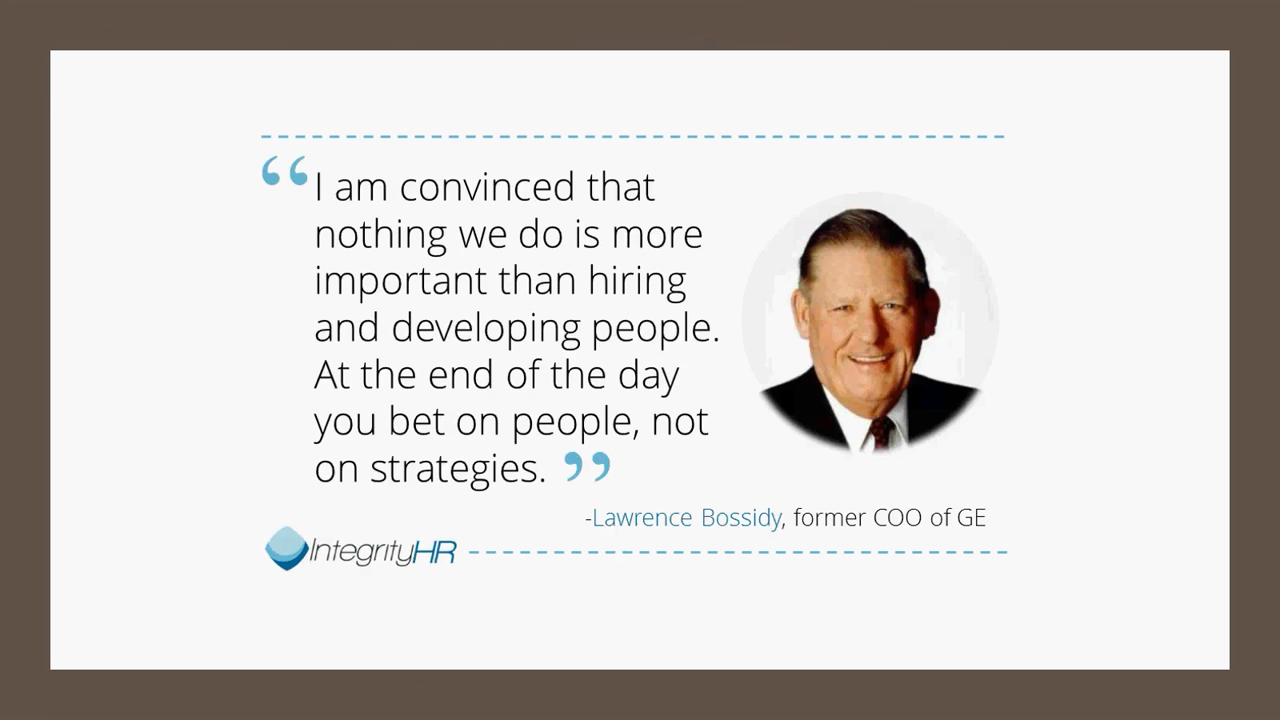 “I am convinced that
nothing we do is more
important than hiring
and developing people.
At the end of the day
you bet on people, not
on strategies. ”
-Lawrence Bossidy, former COO of GE
IntegrityHR